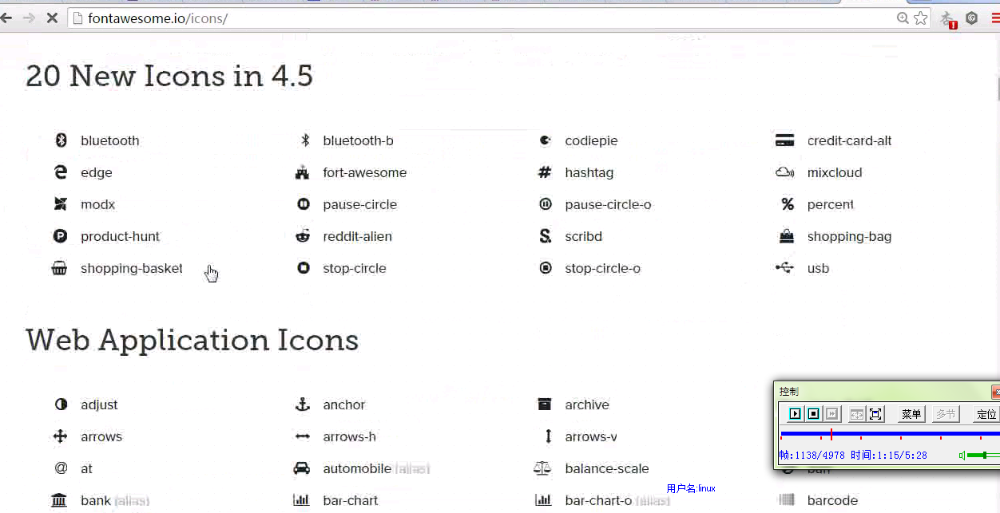 fontawesome.io/icons/
20 New Icons in 4.5
bluetooth bluetooth-b codiepie credit-card-alt
edge fort-awesome hashtag mixcloud
modx pause-circle pause-circle-o percent
product-hunt reddit-alien scribd shopping-bag
shopping-basket stop-circle stop-circle-o usb
Web Application Icons
adjust anchor archive
控制
arrows arrows-h arrows-v
菜单 多节 定位
at automobile (alias) balance-scale ban
帧:1138/4978 时间:1:15/5:28
用户名:linux
bank (alias) bar-chart bar-chart-o (alias) barcode